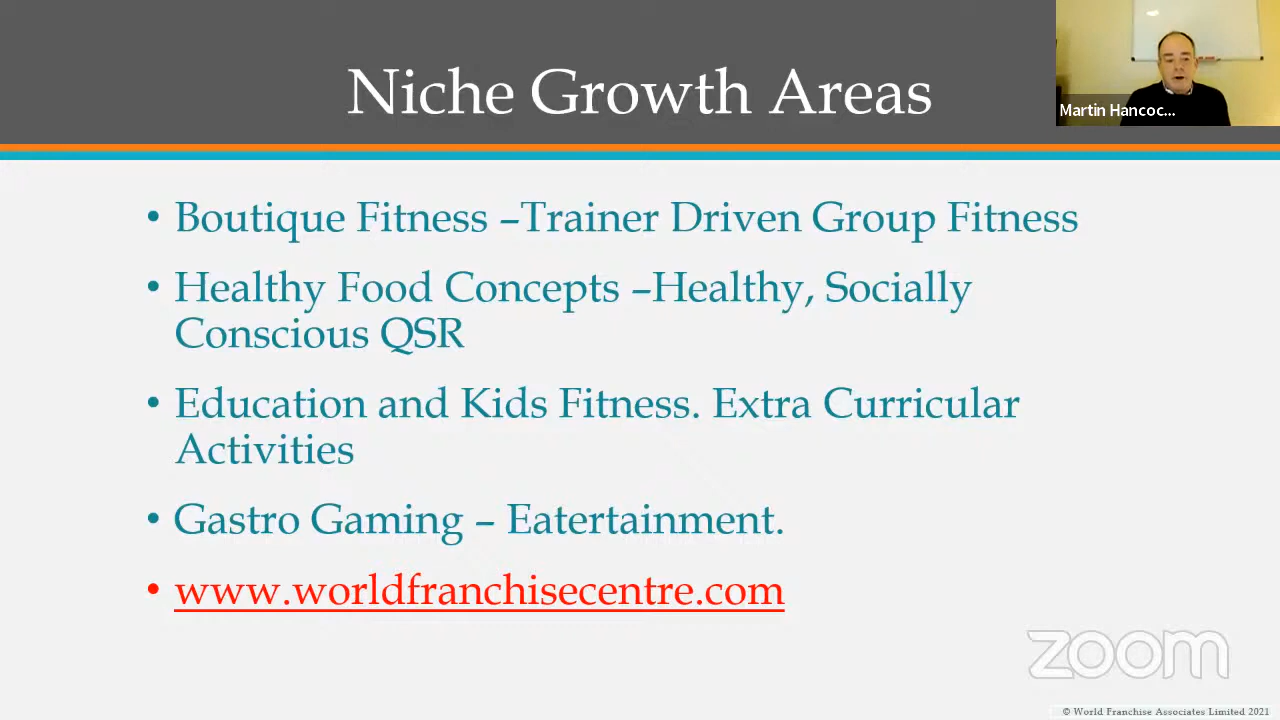 Niche Growth Areas
Martin Hancoc...
• Boutique Fitness –Trainer Driven Group Fitness
• Healthy Food Concepts –Healthy, Socially
Conscious QSR
• Education and Kids Fitness. Extra Curricular
Activities
• Gastro Gaming – Eatertainment.
• www.worldfranchisecentre.com
zoom
© World Franchise Associates Limited 2021